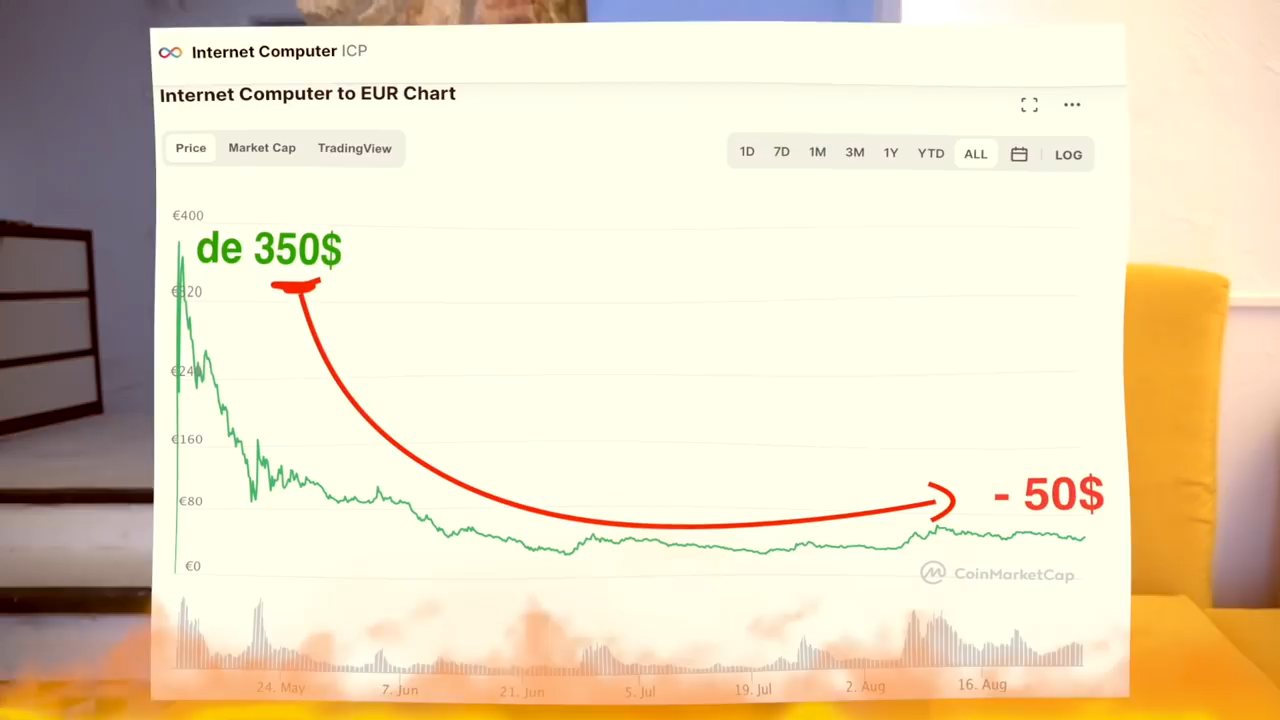 Internet Computer ICP
Internet Computer to EUR Chart
Price Market Cap TradingView
1D 7D 1M 3M 1Y YTD ALL LOG
€400
de 350$
€320
€24
€160
- 50$
€80
€0
CoinMarketCap
24. May 7. Jun 21. Jun 5. Jul 19. Jul 2. Aug 16. Aug